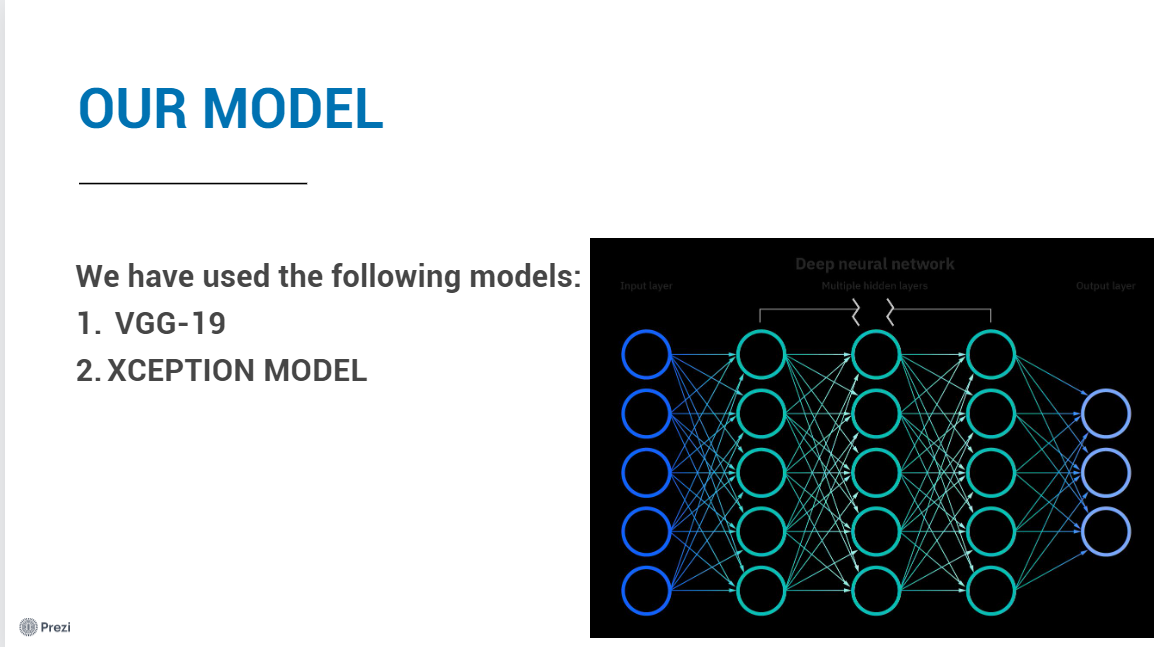 OUR MODEL
We have used the following models:
1. VGG-19
2. XCEPTION MODEL
Deep neural network
Input layer
Multiple hidden layers
Output layer
Prezi